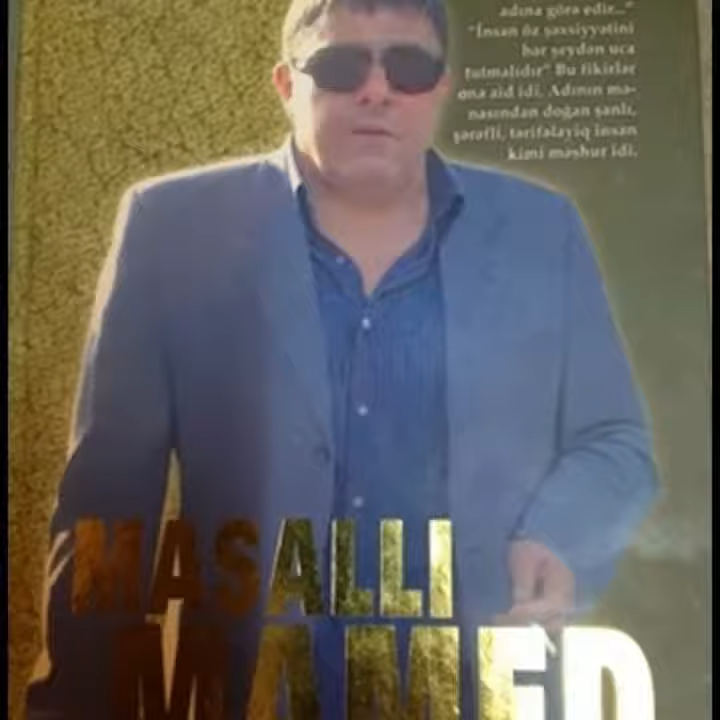 adına görə edir..."
"İnsan öz şəxsiyyətini
hər şeydən uca
tutmalıdır" Bu fikirlər
ona aid idi. Adının mə-
nasından doğan şanlı,
şərəfli, tərifəlayiq insan
kimi məşhur idi.
MASALLI
MAMED